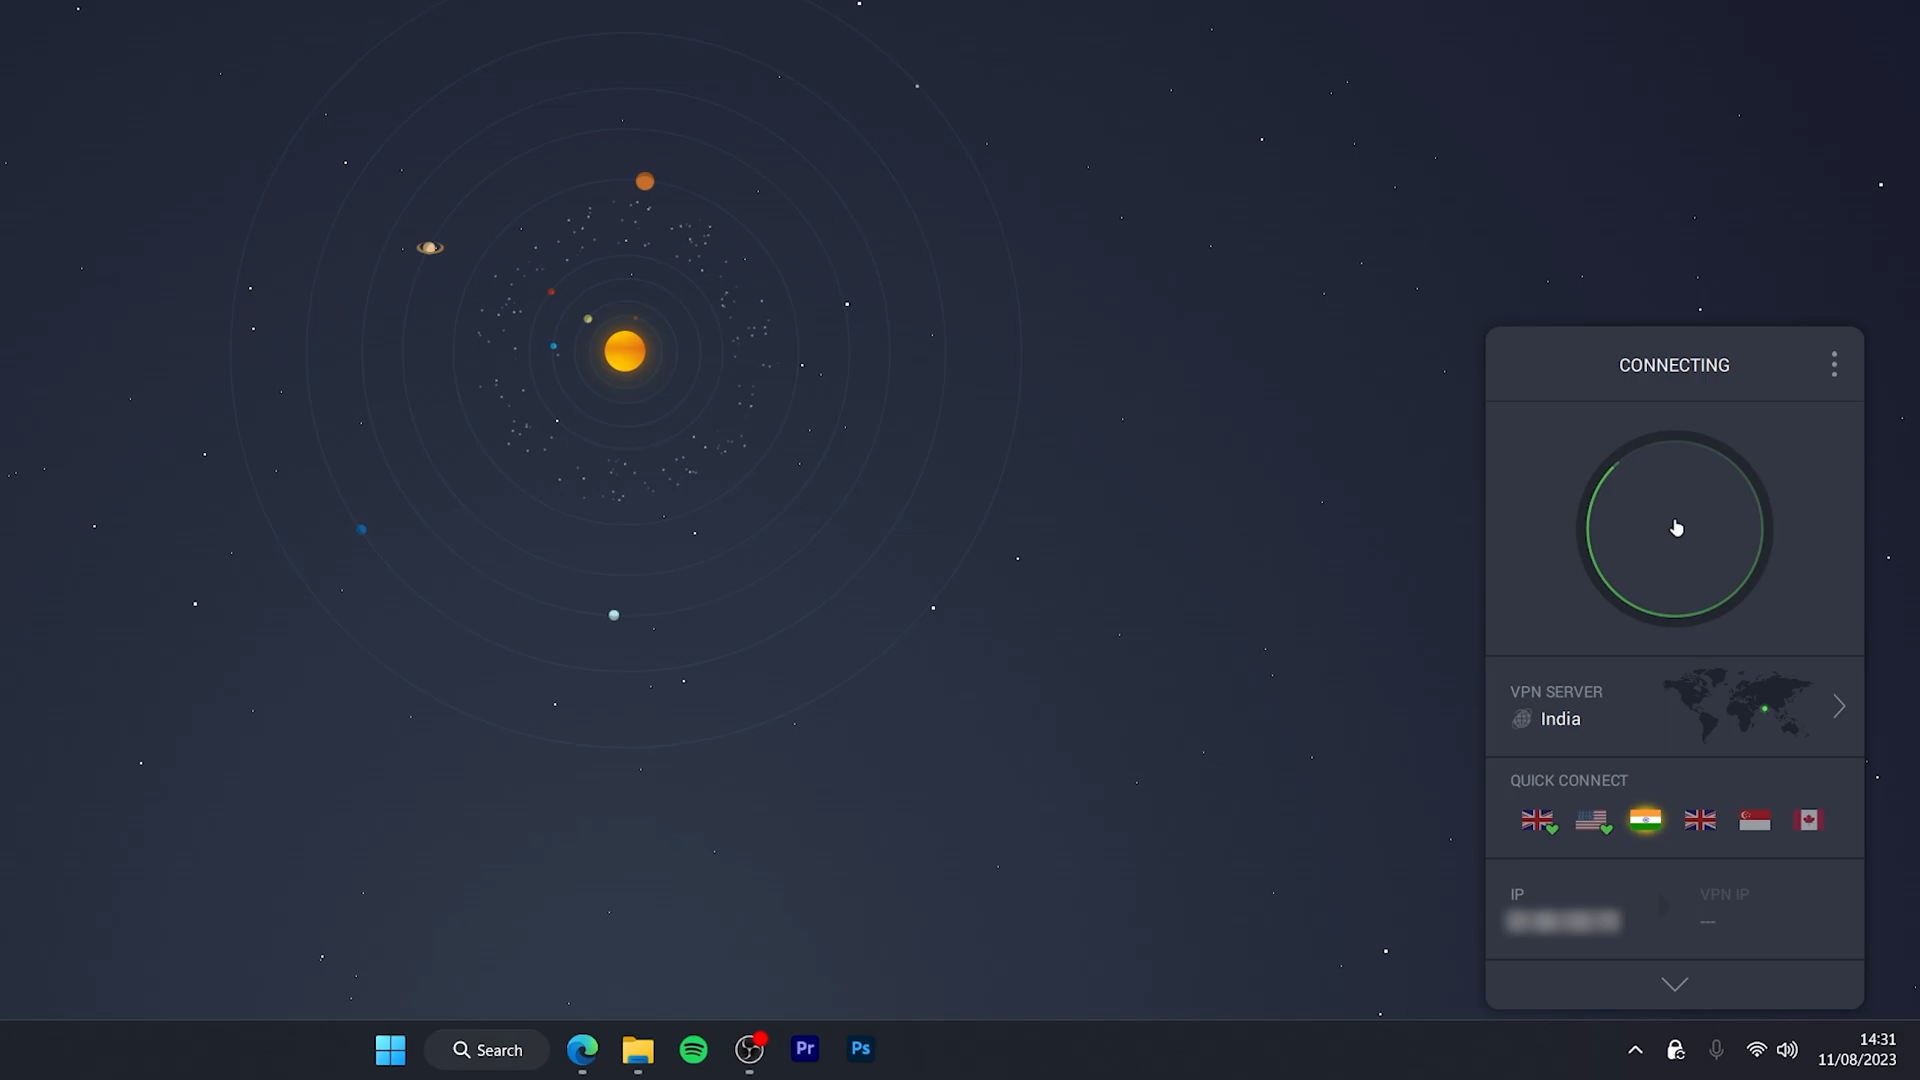 CONNECTING
VPN SERVER
India
QUICK CONNECT
IP
VPN IP
---
Search
Pr
Ps
14:31
11/08/2023